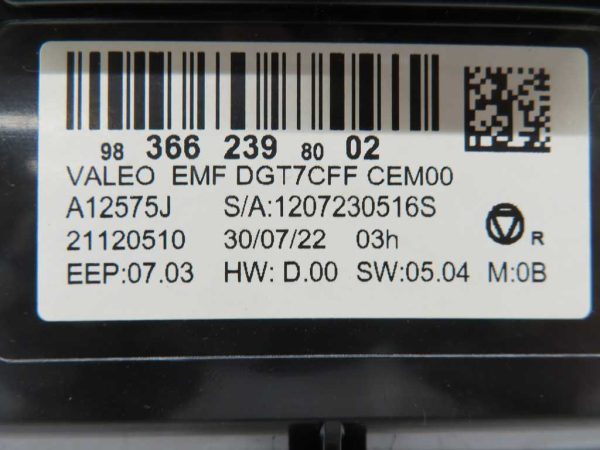 98 366 239 80 02
VALEO EMF DGT7CFF CEM00
A12575J S/A:1207230516S
21120510 30/07/22 03h
R
EEP:07.03 HW: D.00 SW:05.04 M:0B